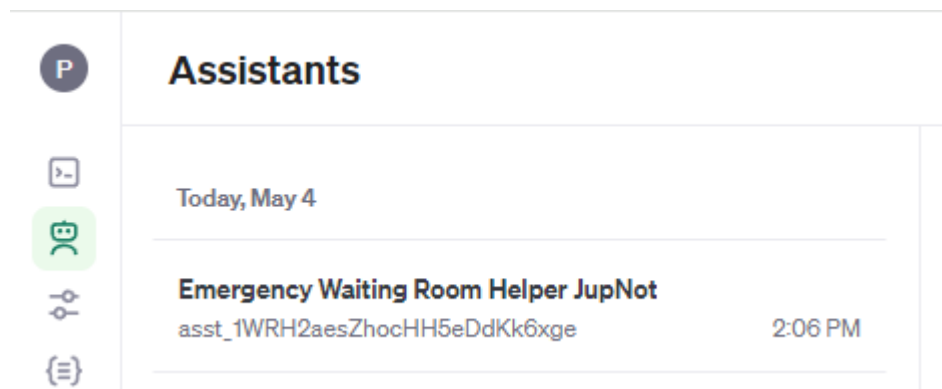 P
Assistants
Today, May 4
Emergency Waiting Room Helper JupNot
asst_1WRH2aesZhocHH5eDdKk6xge
2:06 PM